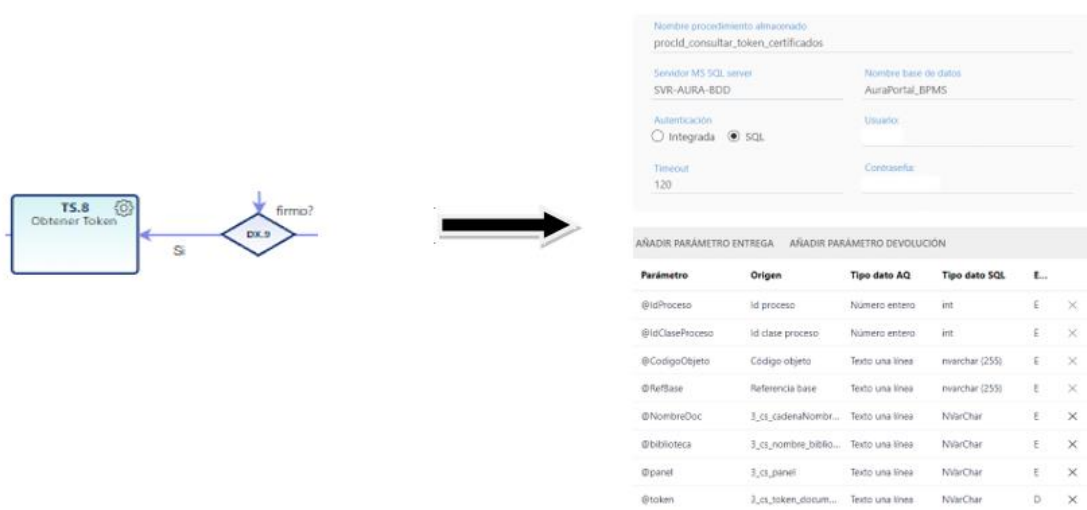 TS.8
Obtener Token
Si
DX.9
firmo?
Nombre procedimiento almacenado
procId_consultar_token_certificados
Servidor MS SQL server
Nombre base de datos
SVR-AURA-BDD
AuraPortal_BPMS
Autenticación
Usuario:
Integrada SQL
Timeout
Contraseña:
120
AÑADIR PARÁMETRO ENTREGA AÑADIR PARÁMETRO DEVOLUCIÓN
Parámetro Origen Tipo dato AQ Tipo dato SQL E...
@IdProceso Id proceso Número entero int E
@IdClaseProceso Id clase proceso Número entero int E
@CodigoObjeto Código objeto Texto una línea nvarchar (255) E
@RefBase Referencia base Texto una línea nvarchar (255) E
@NombreDoc 3_cs_cadenaNombr... Texto una línea NVarChar E
@biblioteca 3_cs_nombre_biblio... Texto una línea NVarChar E
@panel 3_cs_panel Texto una línea NVarChar E
@token 3_cs_token_docum... Texto una línea NVarChar D